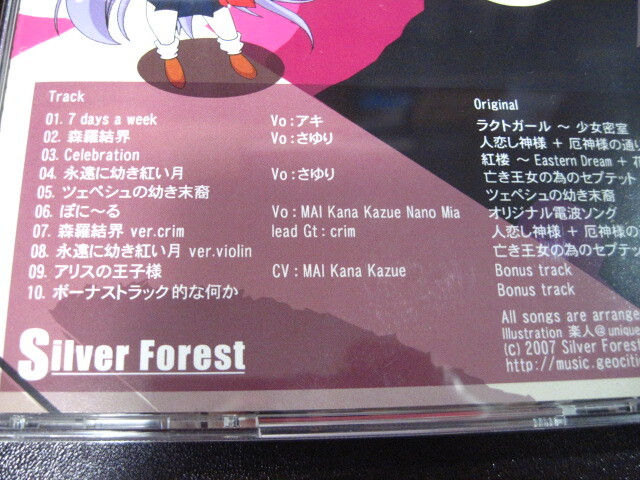 Track Original
01. 7 days a week Vo : アキ ラクトガール ～ 少女密室
02. 森羅結界 Vo : さゆり 人恋し神様 + 厄神様の通り
03. Celebration 紅楼 ～ Eastern Dream +
04. 永遠に幼き紅い月 Vo : さゆり 亡き王女の為のセプテット
05. ツェペシュの幼き末裔 ツェペシュの幼き末裔
06. ぽに～る Vo : MAI Kana Kazue Nano Mia オリジナル電波ソング
07. 森羅結界 ver.crim lead Gt : crim 人恋し神様 + 厄神様の
08. 永遠に幼き紅い月 ver.violin 亡き王女の為のセプテット
09. アリスの王子様 CV : MAI Kana Kazue Bonus track
10. ボーナストラック的な何か Bonus track
All songs are arrange
Illustration 楽人@unique
(C) 2007 Silver Forest
http://music.geocit
Silver Forest